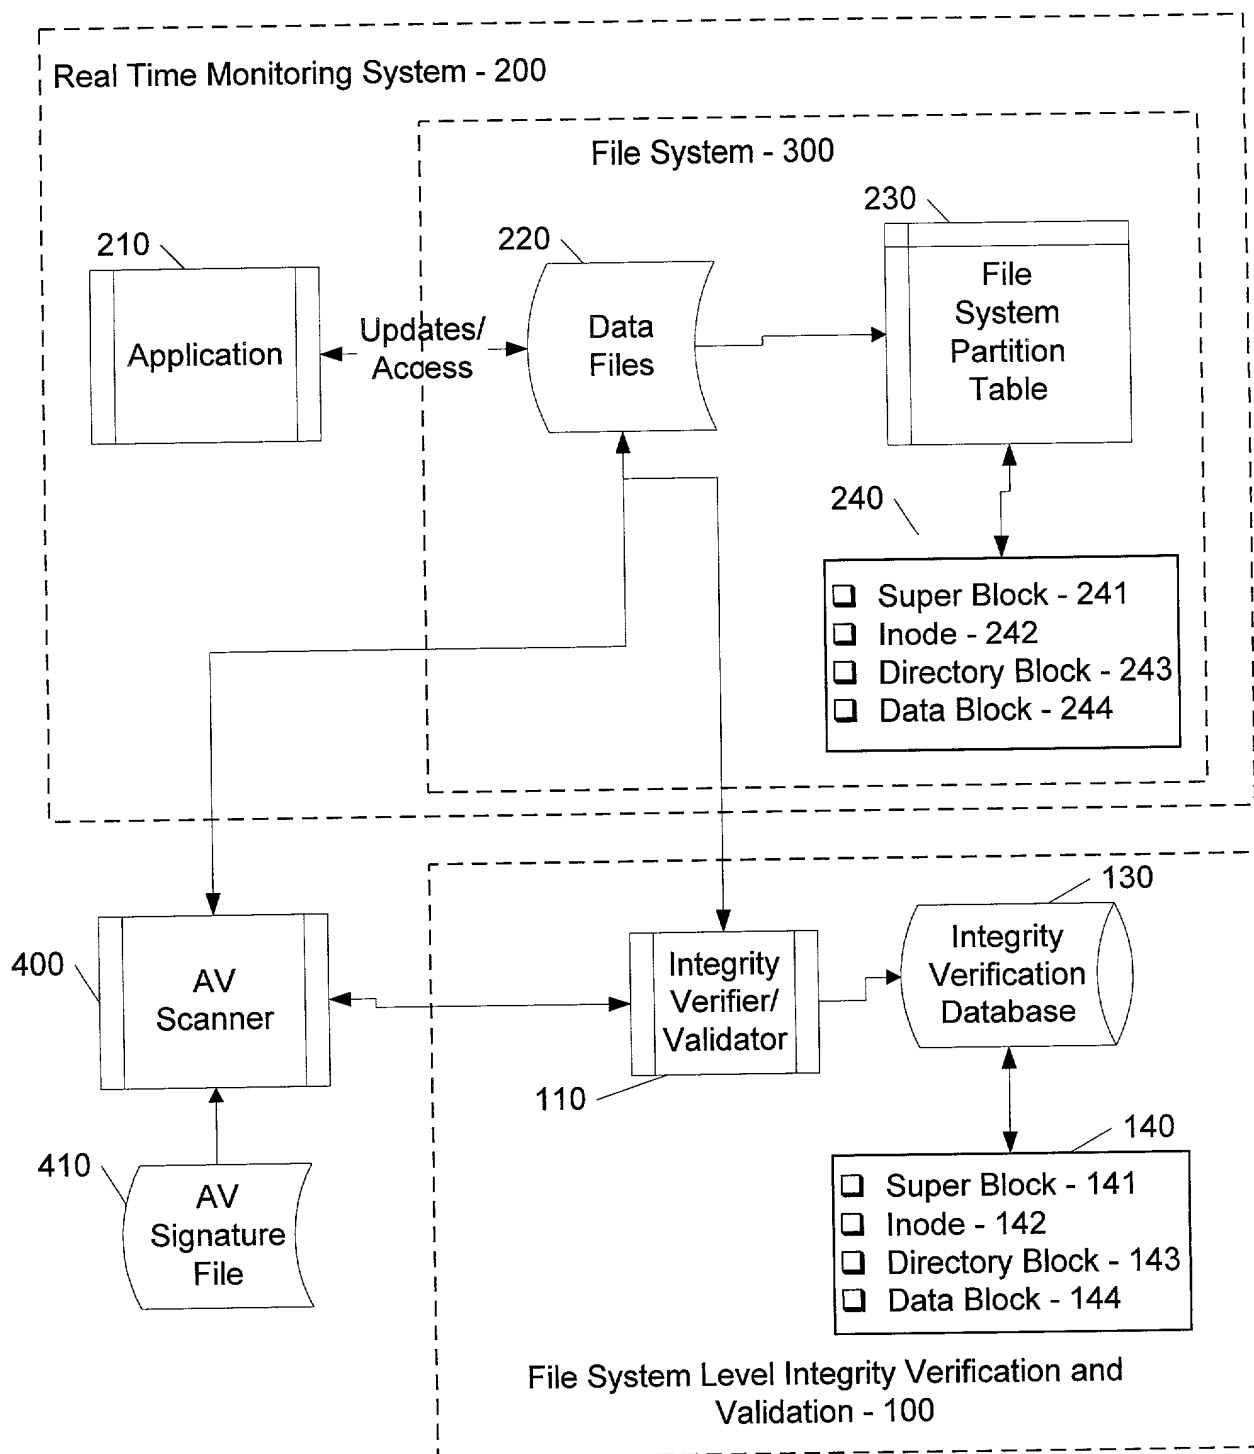 Real Time Monitoring System - 200
File System - 300
210
220
230
Application
Updates/
Access
Data
Files
File
System
Partition
Table
240
Super Block - 241
Inode - 242
Directory Block - 243
Data Block - 244
400
AV
Scanner
Integrity
Verifier/
Validator
110
130
Integrity
Verification
Database
410
AV
Signature
File
140
Super Block - 141
Inode - 142
Directory Block - 143
Data Block - 144
File System Level Integrity Verification and
Validation - 100